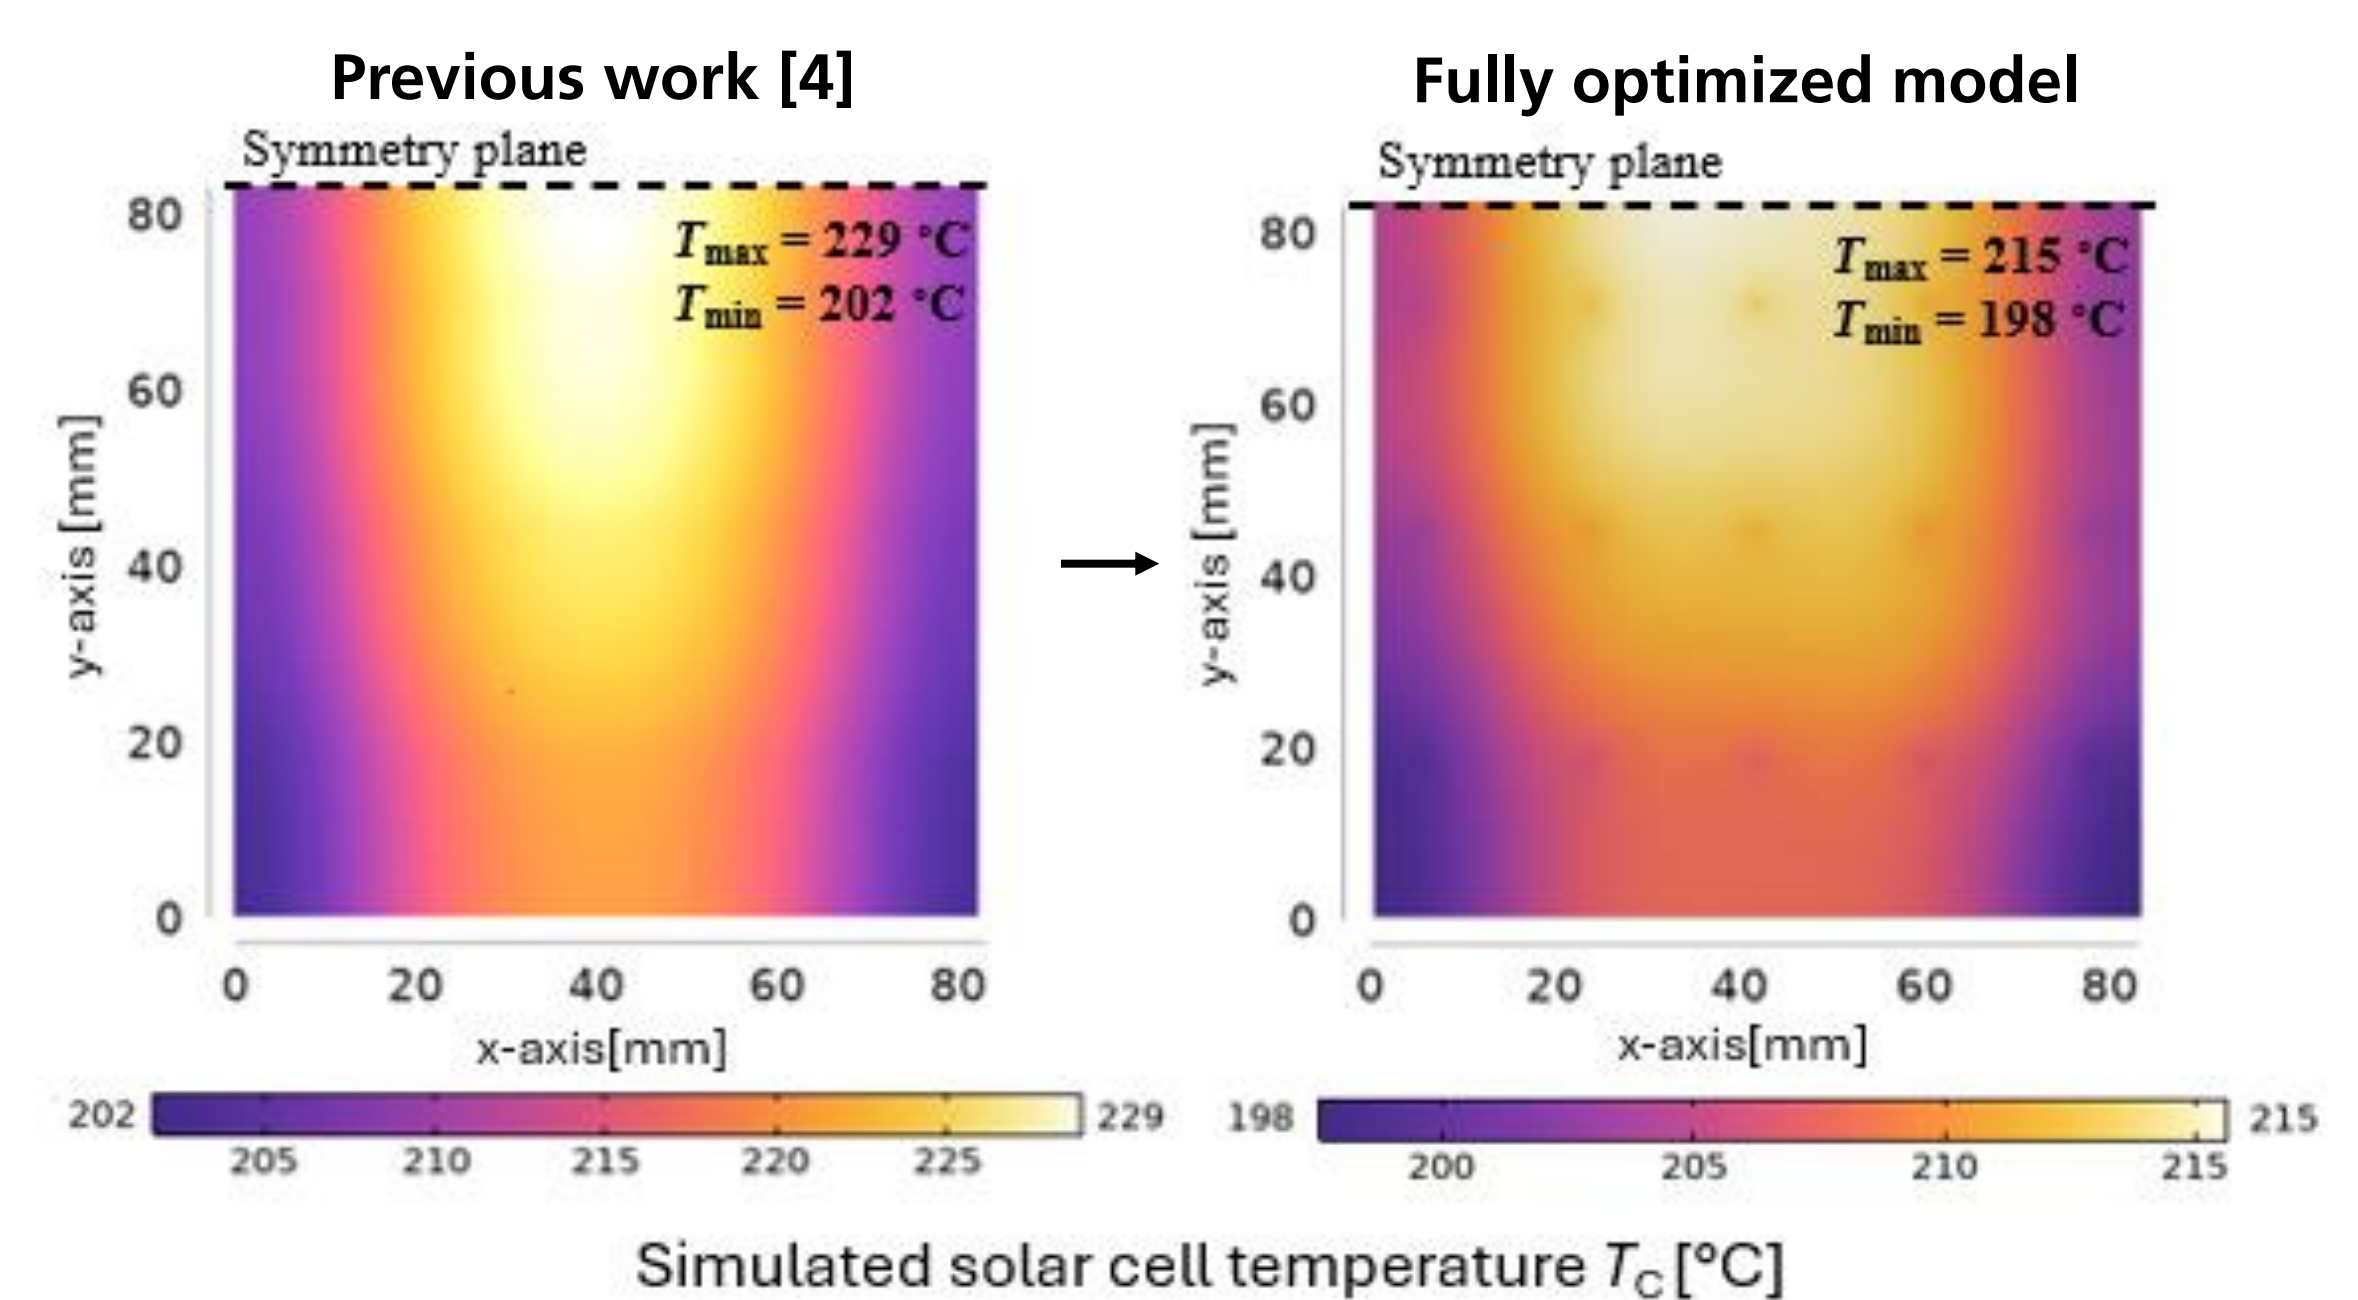 Previous work [4]
Fully optimized model
Symmetry plane
Tmax = 229 °C
Tmin = 202 °C
80
60
40
20
0
y-axis [mm]
0 20 40 60 80
x-axis[mm]
202
229
205 210 215 220 225
Symmetry plane
Tmax = 215 °C
Tmin = 198 °C
80
60
40
20
0
y-axis [mm]
0 20 40 60 80
x-axis[mm]
198
215
200 205 210 215
Simulated solar cell temperature TC [°C]